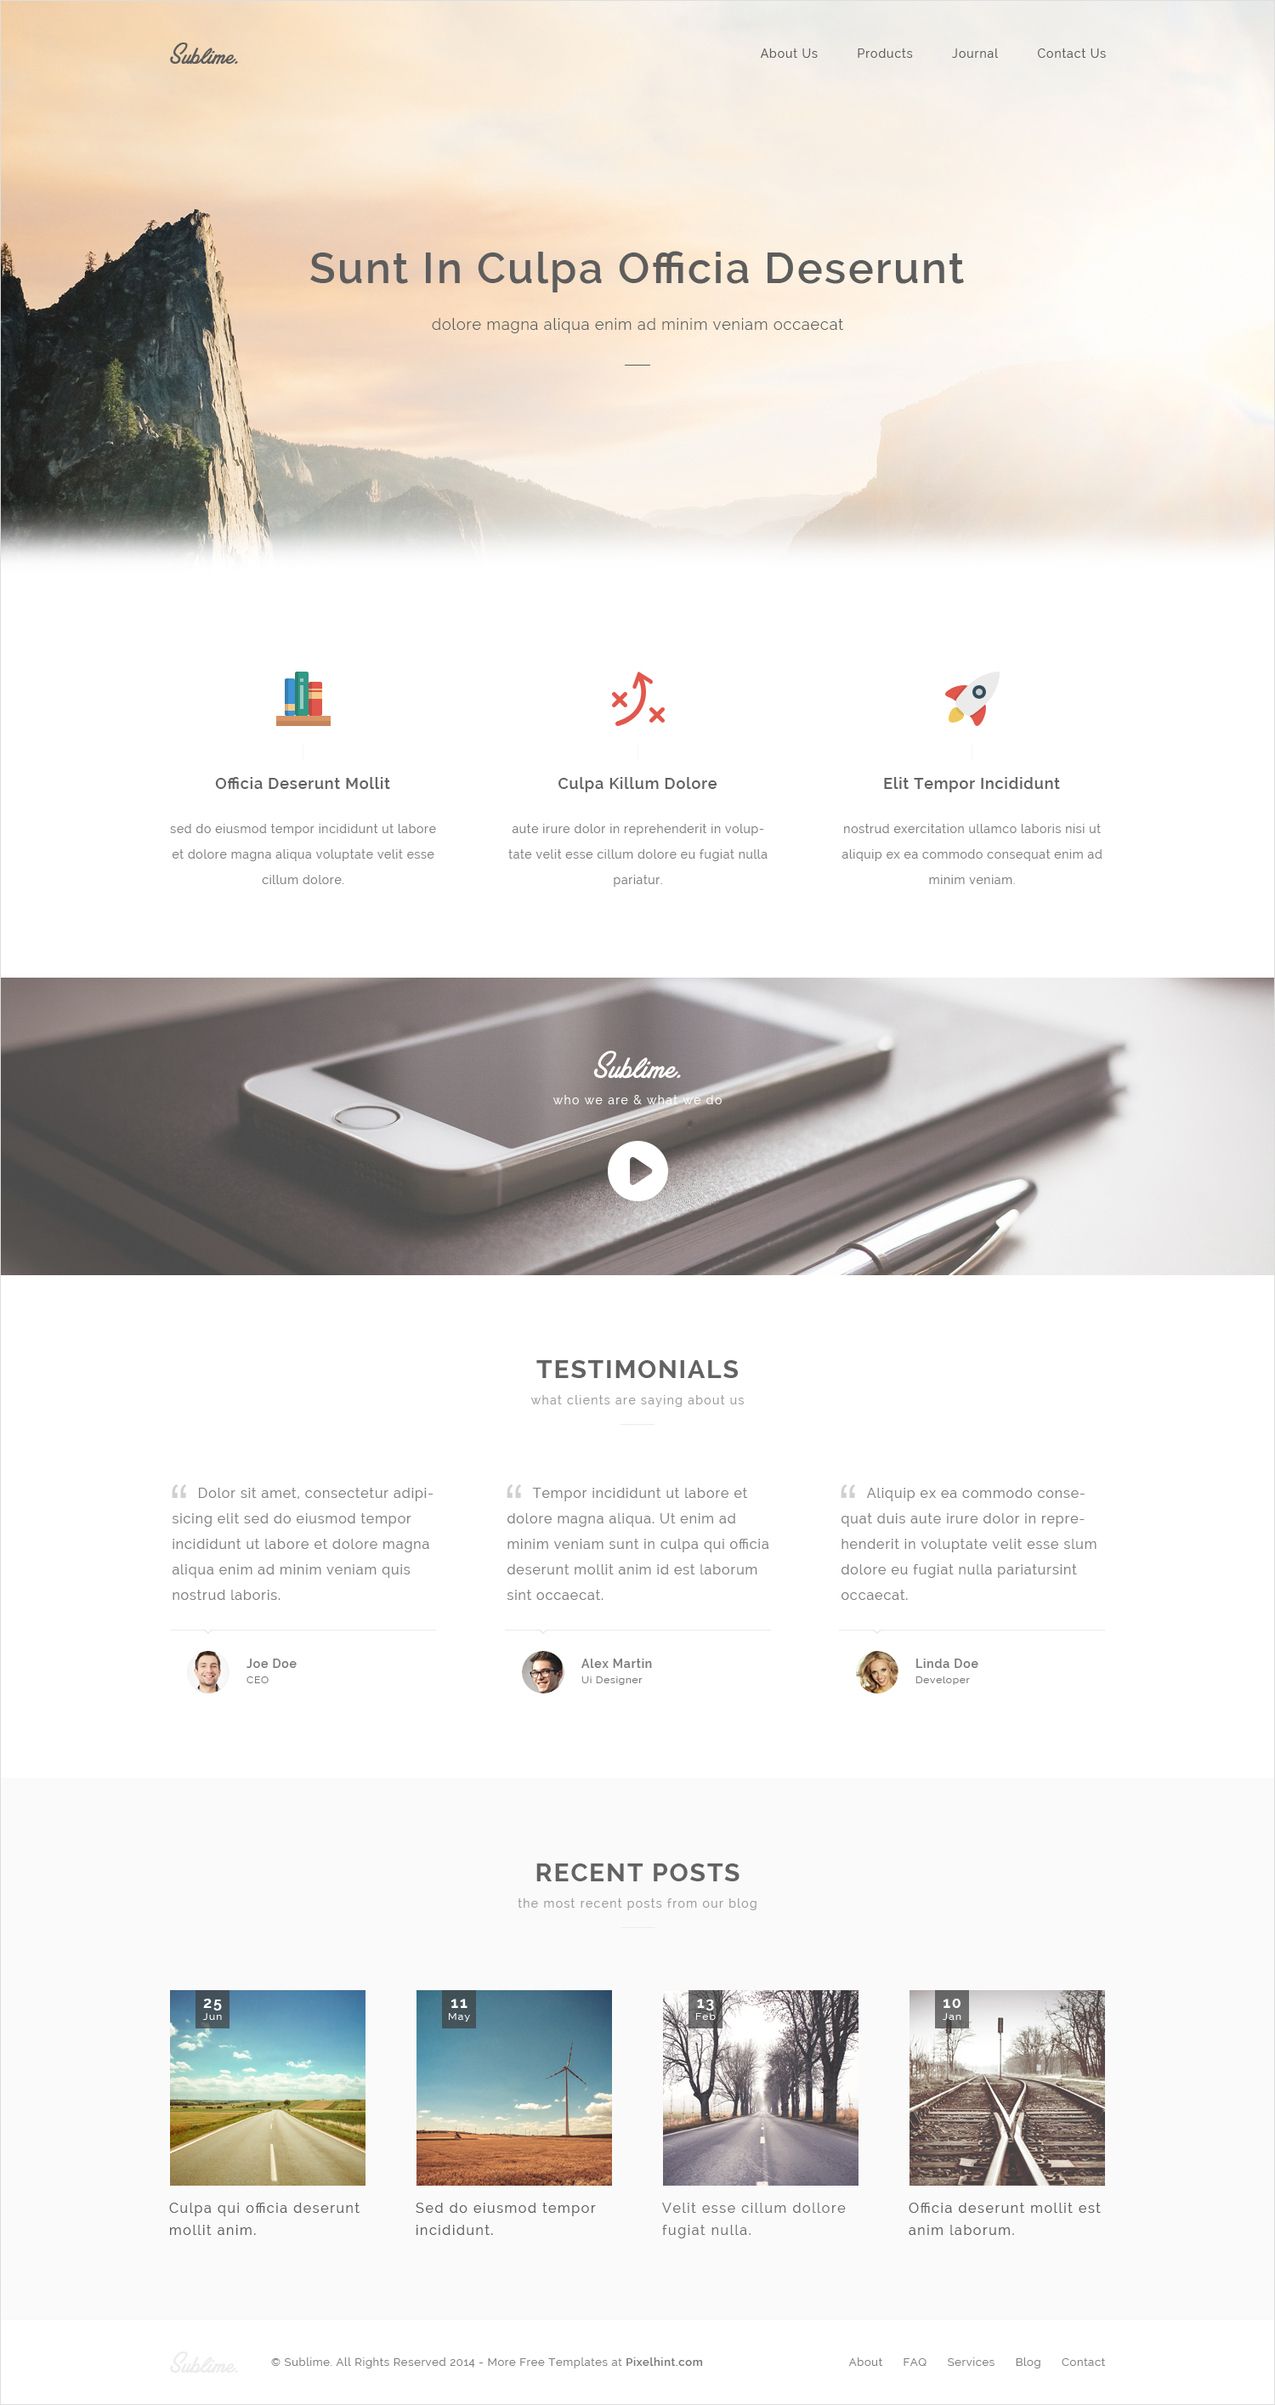 Sublime.
About Us Products Journal Contact Us
Sunt In Culpa Officia Deserunt
dolore magna aliqua enim ad minim veniam occaecat
Officia Deserunt Mollit
sed do eiusmod tempor incididunt ut labore
et dolore magna aliqua voluptate velit esse
cillum dolore.
Culpa Killum Dolore
aute irure dolor in reprehenderit in volup-
tate velit esse cillum dolore eu fugiat nulla
pariatur.
Elit Tempor Incididunt
nostrud exercitation ullamco laboris nisi ut
aliquip ex ea commodo consequat enim ad
minim veniam.
Sublime.
who we are & what we do
TESTIMONIALS
what clients are saying about us
“ Dolor sit amet, consectetur adipi-
sicing elit sed do eiusmod tempor
incididunt ut labore et dolore magna
aliqua enim ad minim veniam quis
nostrud laboris.
Joe Doe
CEO
“ Tempor incididunt ut labore et
dolore magna aliqua. Ut enim ad
minim veniam sunt in culpa qui officia
deserunt mollit anim id est laborum
sint occaecat.
Alex Martin
Ui Designer
“ Aliquip ex ea commodo conse-
quat duis aute irure dolor in repre-
henderit in voluptate velit esse slum
dolore eu fugiat nulla pariatursint
occaecat.
Linda Doe
Developer
RECENT POSTS
the most recent posts from our blog
25
Jun
Culpa qui officia deserunt
mollit anim.
11
May
Sed do eiusmod tempor
incididunt.
13
Feb
Velit esse cillum dollore
fugiat nulla.
10
Jan
Officia deserunt mollit est
anim laborum.
Sublime.
© Sublime. All Rights Reserved 2014 - More Free Templates at Pixelhint.com
About FAQ Services Blog Contact